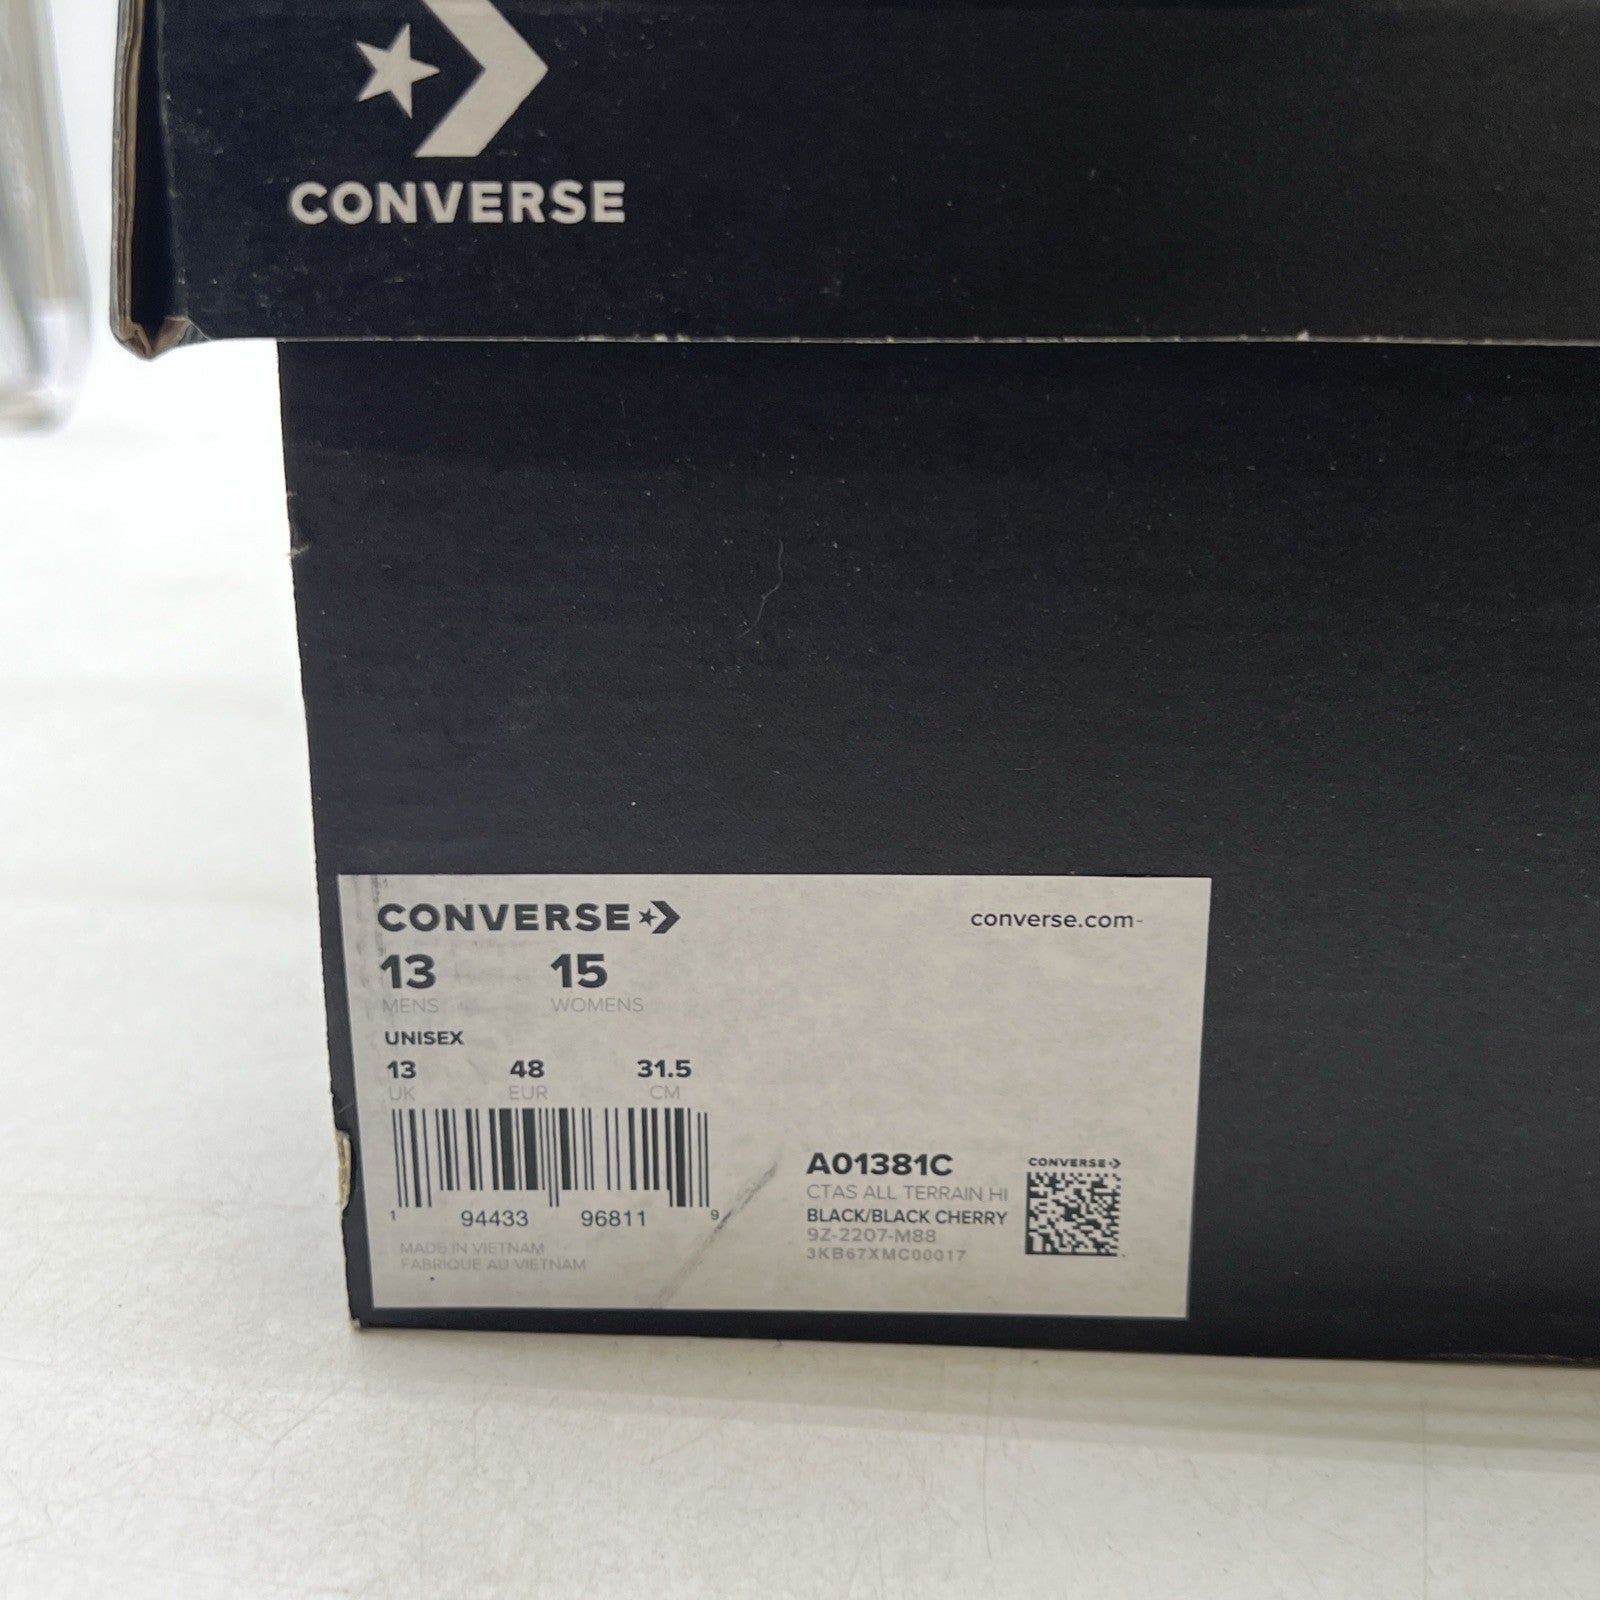 CONVERSE
CONVERSE
converse.com-
13 15
MENS WOMENS
UNISEX
13 48 31.5
UK EUR CM
1 94433 96811 9
MADE IN VIETNAM
FABRIQUE AU VIETNAM
A01381C
CTAS ALL TERRAIN HI
BLACK/BLACK CHERRY
9Z-2207-M88
3KB67XMC00017
CONVERSE